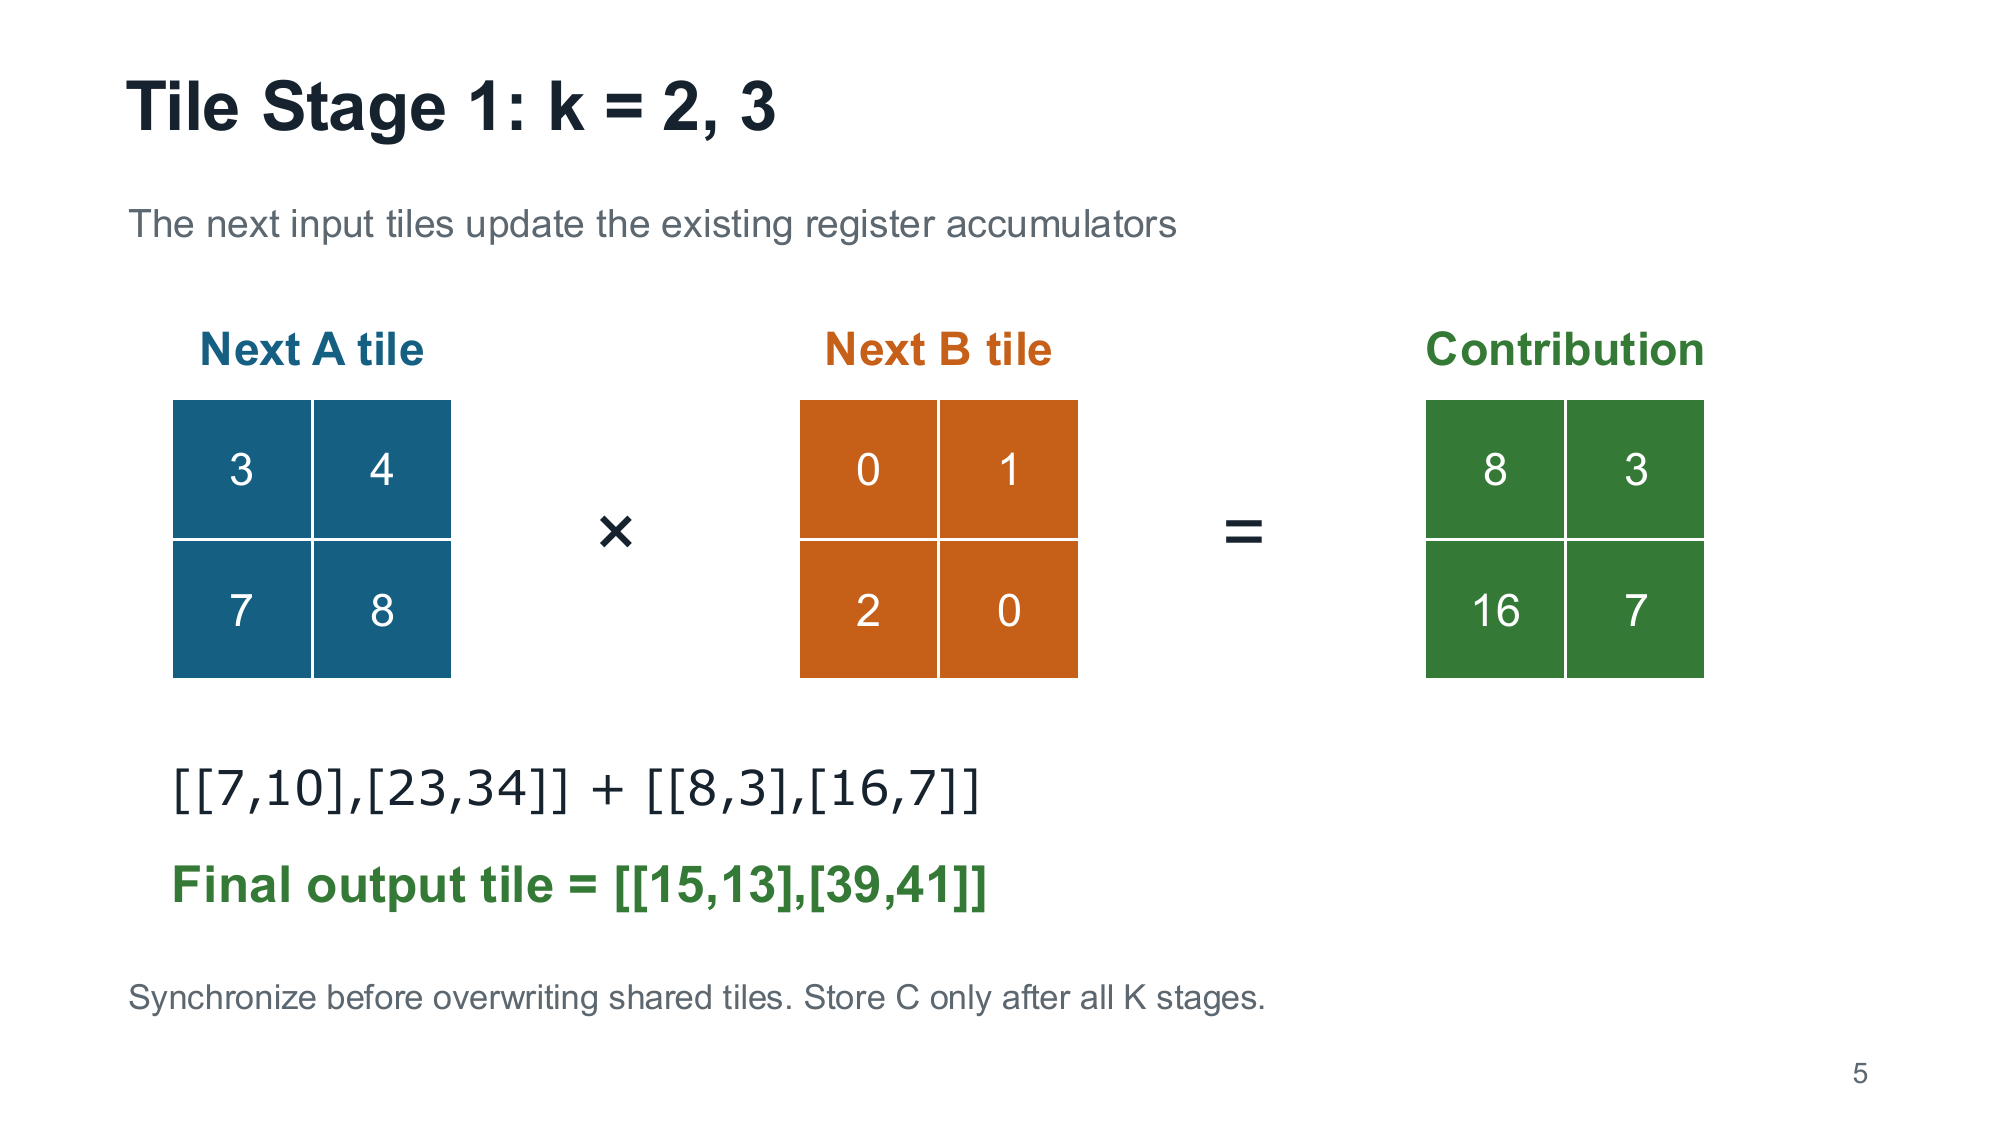 Tile Stage 1: k = 2, 3
The next input tiles update the existing register accumulators
Next A tile
Next B tile
Contribution
3 4
0 1
8 3
×
=
7 8
2 0
16 7
[[7,10],[23,34]] + [[8,3],[16,7]]
Final output tile = [[15,13],[39,41]]
Synchronize before overwriting shared tiles. Store C only after all K stages.
5